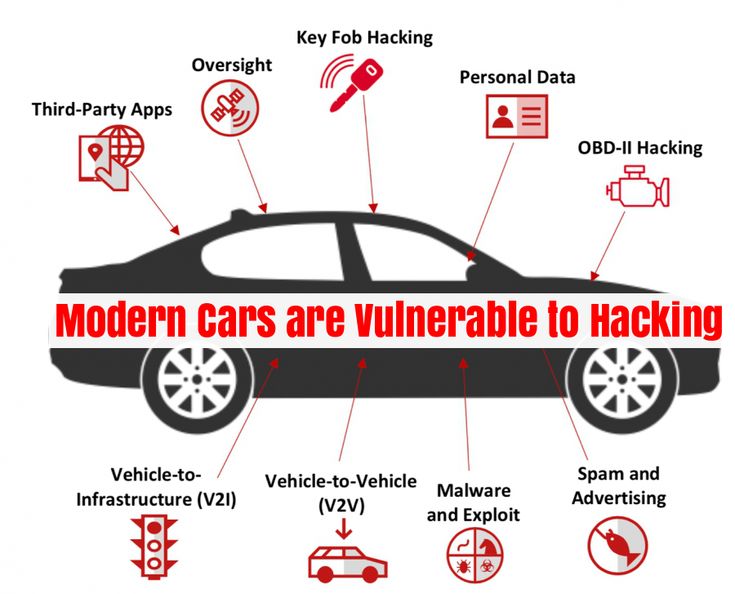 Key Fob Hacking
Oversight
Personal Data
Third-Party Apps
OBD-II Hacking
Modern Cars are Vulnerable to Hacking
Vehicle-to-
Infrastructure (V2I)
Vehicle-to-Vehicle
(V2V)
Malware
and Exploit
Spam and
Advertising